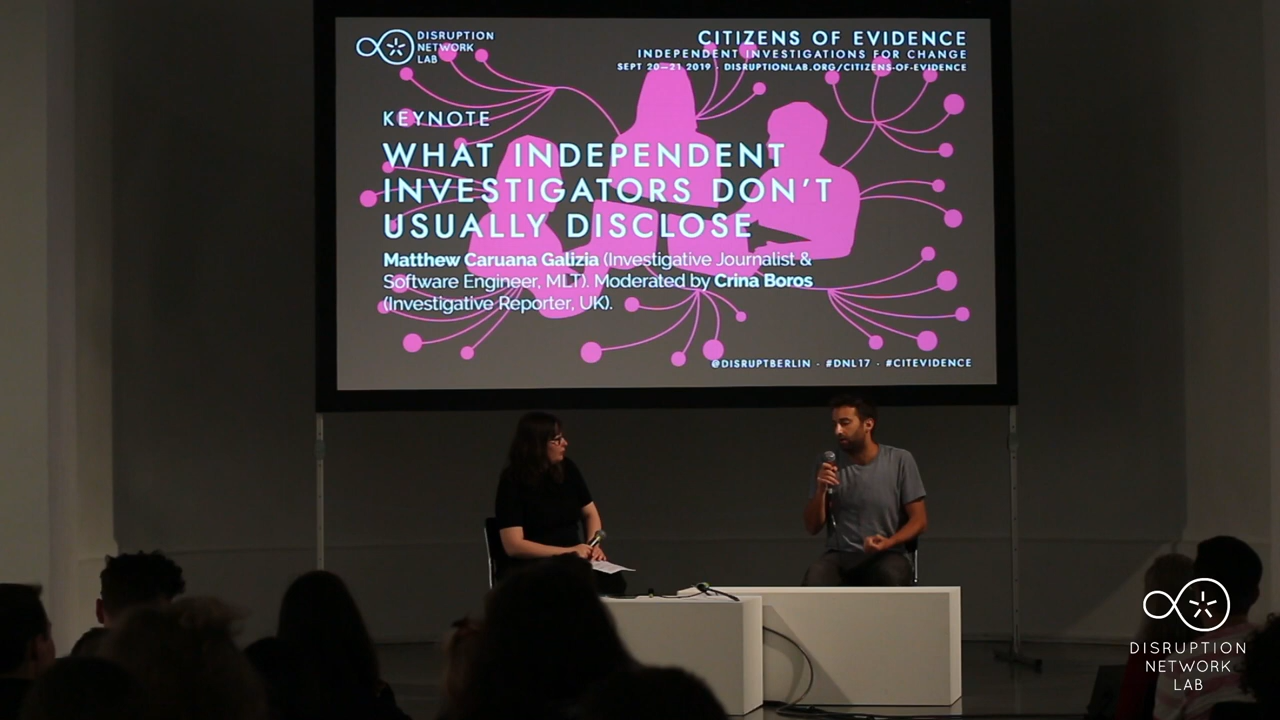 DISRUPTION
NETWORK
LAB
CITIZENS OF EVIDENCE
INDEPENDENT INVESTIGATIONS FOR CHANGE
SEPT 20—21 2019 · DISRUPTIONLAB.ORG/CITIZENS-OF-EVIDENCE
KEYNOTE
WHAT INDEPENDENT
INVESTIGATORS DON'T
USUALLY DISCLOSE
Matthew Caruana Galizia (Investigative Journalist &
Software Engineer, MLT). Moderated by Crina Boros
(Investigative Reporter, UK).
@DISRUPTBERLIN · #DNL17 · #CITEVIDENCE
DISRUPTION
NETWORK
LAB